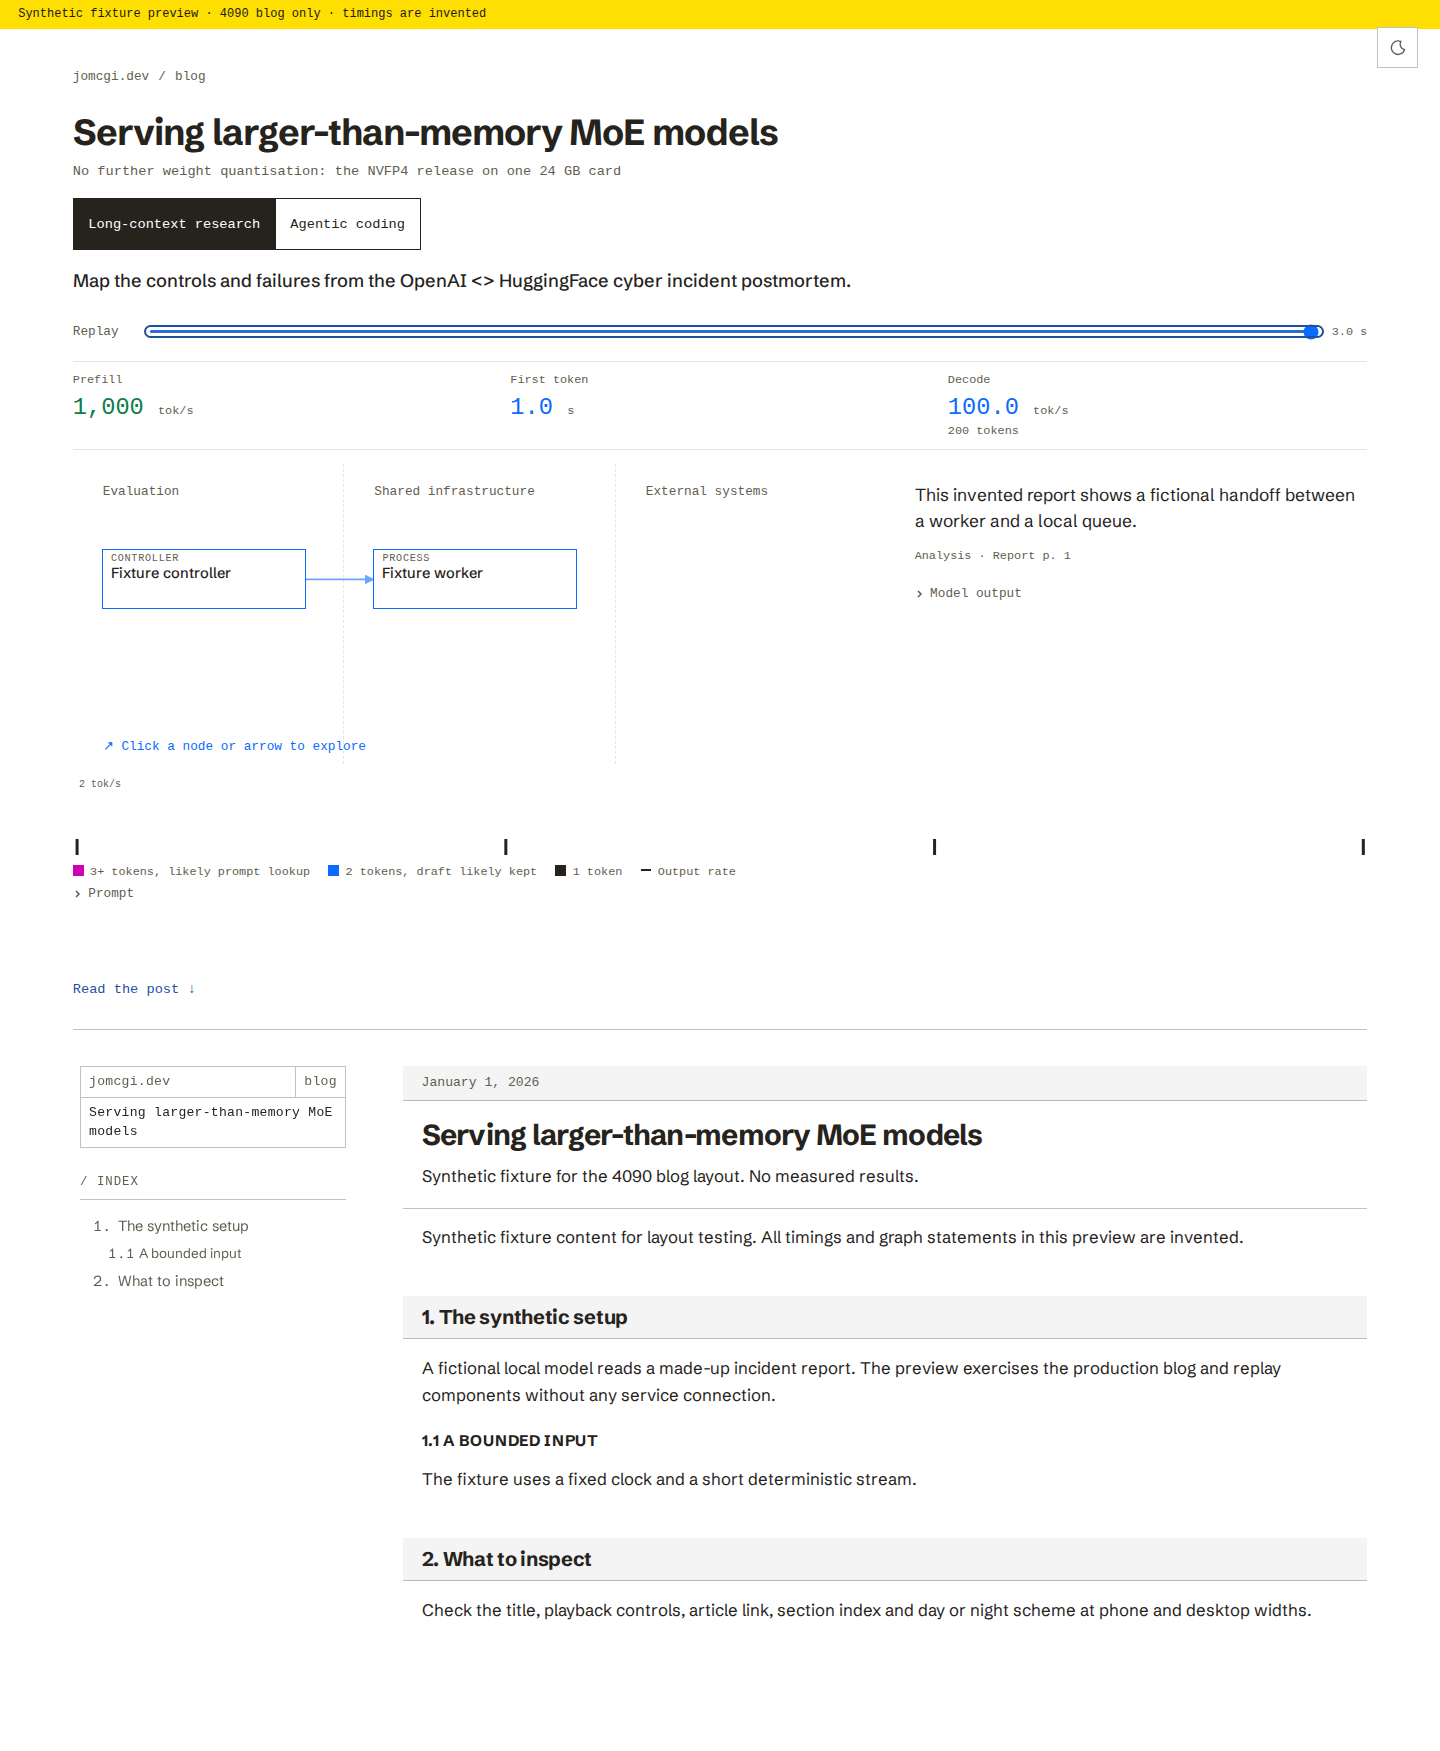 Synthetic fixture preview · 4090 blog only · timings are invented
jomcgi.dev / blog
Serving larger-than-memory MoE models
No further weight quantisation: the NVFP4 release on one 24 GB card
Long-context research Agentic coding
Map the controls and failures from the OpenAI <> HuggingFace cyber incident postmortem.
Replay 3.0 s
Prefill First token Decode
1,000 tok/s 1.0 s 100.0 tok/s
200 tokens
Evaluation Shared infrastructure External systems
This invented report shows a fictional handoff between
a worker and a local queue.
Analysis · Report p. 1
› Model output
CONTROLLER
Fixture controller
PROCESS
Fixture worker
↗ Click a node or arrow to explore
2 tok/s
3+ tokens, likely prompt lookup 2 tokens, draft likely kept 1 token Output rate
› Prompt
Read the post ↓
jomcgi.dev blog
Serving larger-than-memory MoE
models
/ INDEX
1. The synthetic setup
1.1 A bounded input
2. What to inspect
January 1, 2026
Serving larger-than-memory MoE models
Synthetic fixture for the 4090 blog layout. No measured results.
Synthetic fixture content for layout testing. All timings and graph statements in this preview are invented.
1. The synthetic setup
A fictional local model reads a made-up incident report. The preview exercises the production blog and replay
components without any service connection.
1.1 A BOUNDED INPUT
The fixture uses a fixed clock and a short deterministic stream.
2. What to inspect
Check the title, playback controls, article link, section index and day or night scheme at phone and desktop widths.